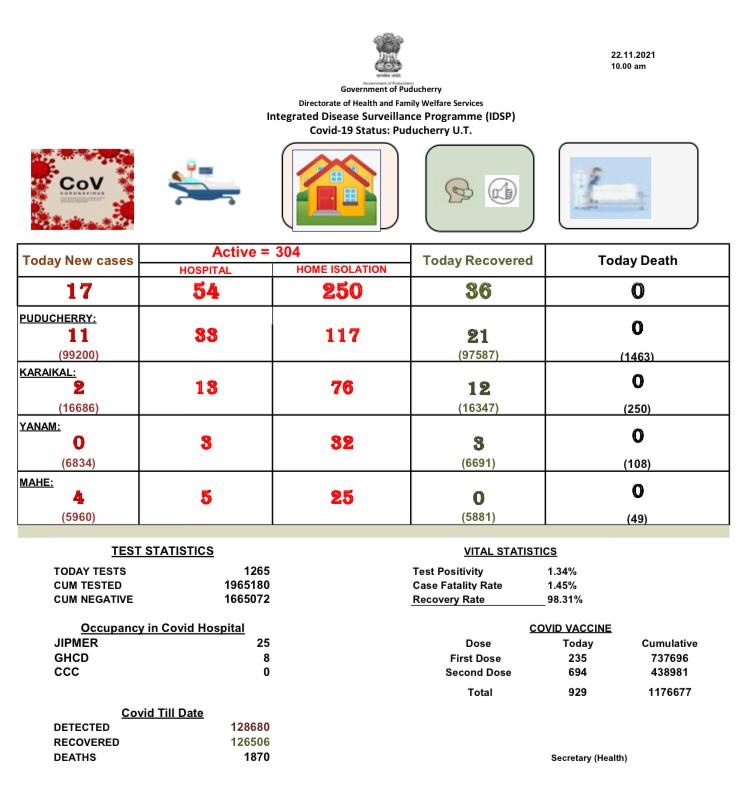 22.11.2021
10.00 am
Government of Puducherry
Government of Puducherry
Directorate of Health and Family Welfare Services
Integrated Disease Surveillance Programme (IDSP)
Covid-19 Status: Puducherry U.T.
CoV
CORONAVIRUS
Today New cases
Active = 304
HOSPITAL HOME ISOLATION
Today Recovered
Today Death
17 54 250 36 0
PUDUCHERRY:
11 33 117 21 0
(99200) (97587) (1463)
KARAIKAL:
2 13 76 12 0
(16686) (16347) (250)
YANAM:
0 3 32 3 0
(6834) (6691) (108)
MAHE:
4 5 25 0 0
(5960) (5881) (49)
TEST STATISTICS
TODAY TESTS 1265
CUM TESTED 1965180
CUM NEGATIVE 1665072
VITAL STATISTICS
Test Positivity 1.34%
Case Fatality Rate 1.45%
Recovery Rate 98.31%
Occupancy in Covid Hospital
JIPMER 25
GHCD 8
CCC 0
COVID VACCINE
Dose Today Cumulative
First Dose 235 737696
Second Dose 694 438981
Total 929 1176677
Covid Till Date
DETECTED 128680
RECOVERED 126506
DEATHS 1870
Secretary (Health)